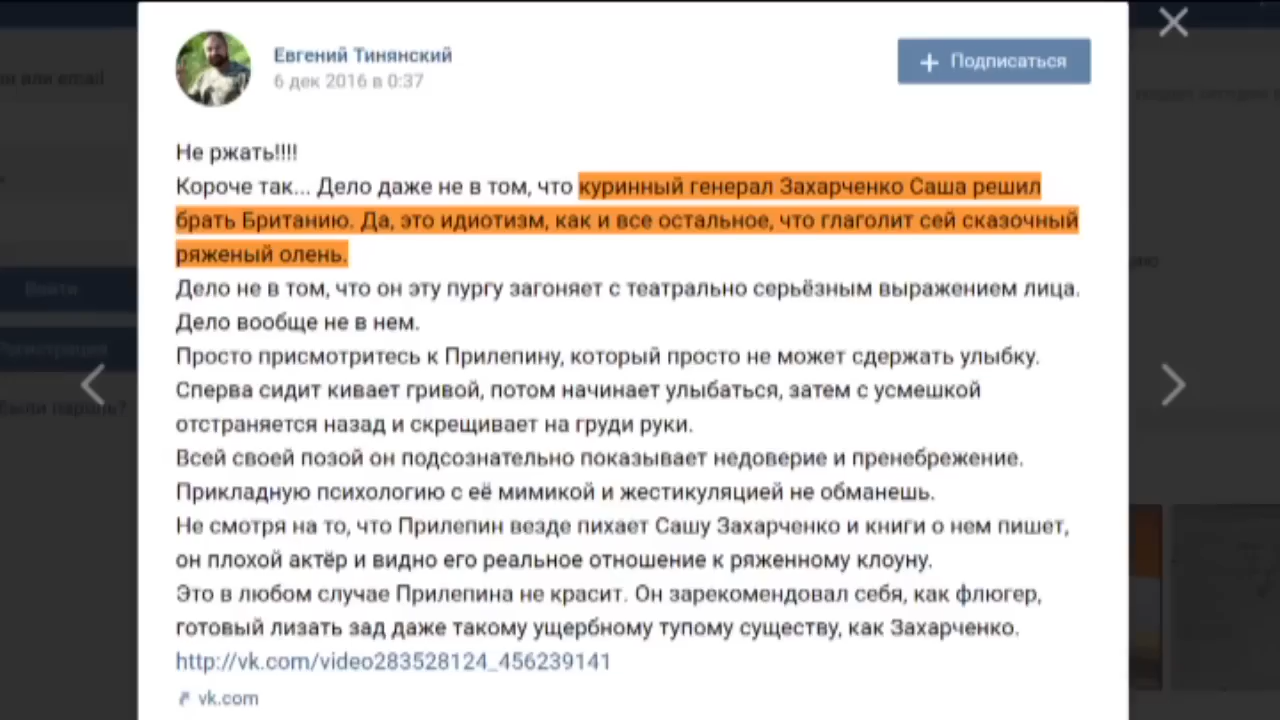 Евгений Тинянский
6 дек 2016 в 0:37
+ Подписаться
Не ржать!!!!
Короче так... Дело даже не в том, что куринный генерал Захарченко Саша решил
брать Британию. Да, это идиотизм, как и все остальное, что глаголит сей сказочный
ряженый олень.
Дело не в том, что он эту пургу загоняет с театрально серьёзным выражением лица.
Дело вообще не в нем.
Просто присмотритесь к Прилепину, который просто не может сдержать улыбку.
Сперва сидит кивает гривой, потом начинает улыбаться, затем с усмешкой
отстраняется назад и скрещивает на груди руки.
Всей своей позой он подсознательно показывает недоверие и пренебрежение.
Прикладную психологию с её мимикой и жестикуляцией не обманешь.
Не смотря на то, что Прилепин везде пихает Сашу Захарченко и книги о нем пишет,
он плохой актёр и видно его реальное отношение к ряженному клоуну.
Это в любом случае Прилепина не красит. Он зарекомендовал себя, как флюгер,
готовый лизать зад даже такому ущербному тупому существу, как Захарченко.
http://vk.com/video283528124_456239141
vk.com
или email
Войти
Регистрация
были пароль?